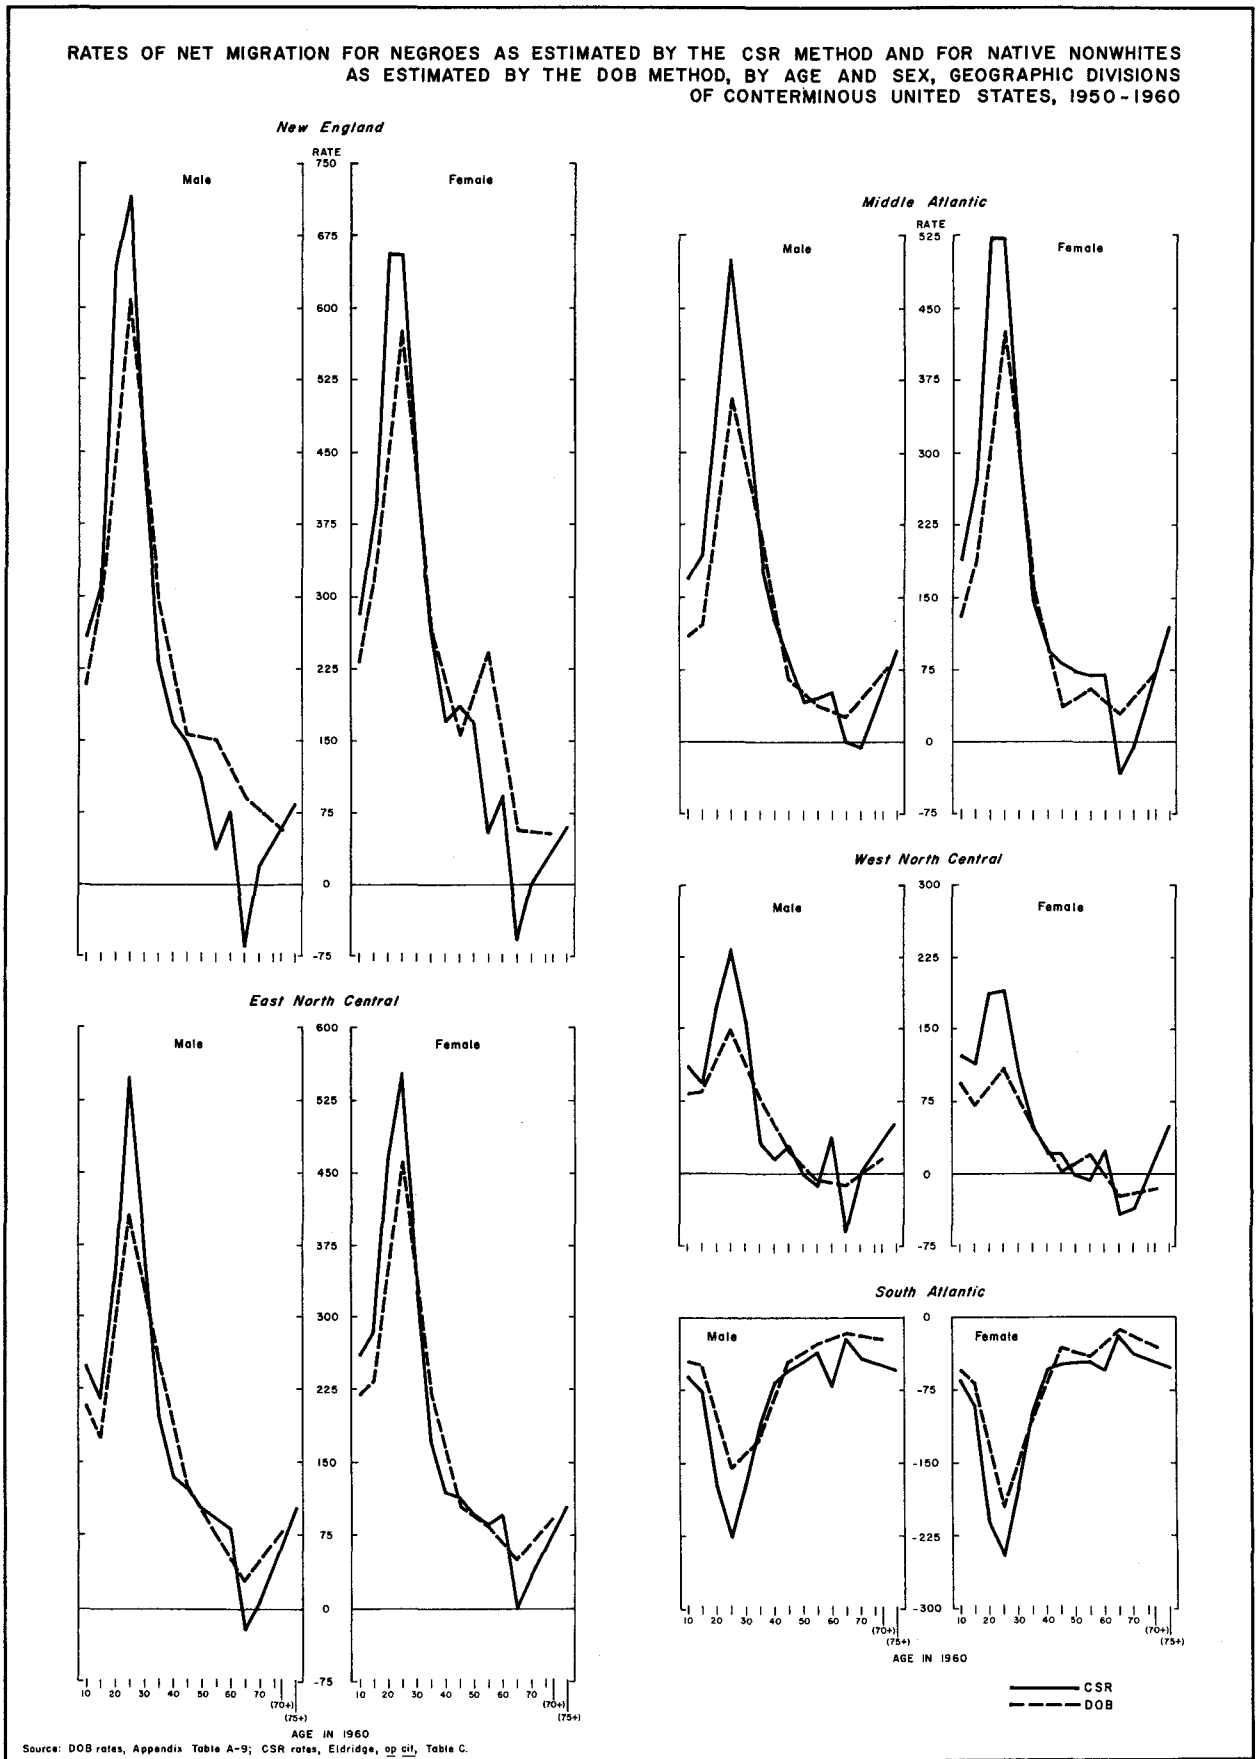 RATES OF NET MIGRATION FOR NEGROES AS ESTIMATED BY THE CSR METHOD AND FOR NATIVE NONWHITES
AS ESTIMATED BY THE DOB METHOD, BY AGE AND SEX, GEOGRAPHIC DIVISIONS
OF CONTERMINOUS UNITED STATES, 1950-1960
New England
RATE
750
Male
Female
675
600
525
450
375
300
225
150
75
0
-75
Middle Atlantic
RATE
525
Male
Female
450
375
300
225
150
75
0
-75
West North Central
300
Male
Female
225
150
75
0
-75
East North Central
600
Male
Female
525
450
375
300
225
150
75
0
-75
10 20 30 40 50 60 70 (70+) (75+)
10 20 30 40 50 60 70 (70+) (75+)
AGE IN 1960
South Atlantic
0
Male
Female
-75
-150
-225
-300
10 20 30 40 50 60 70 (70+) (75+)
10 20 30 40 50 60 70 (70+) (75+)
AGE IN 1960
CSR
DOB
Source: DOB rates, Appendix Table A-9; CSR rates, Eldridge, op cit, Table C.